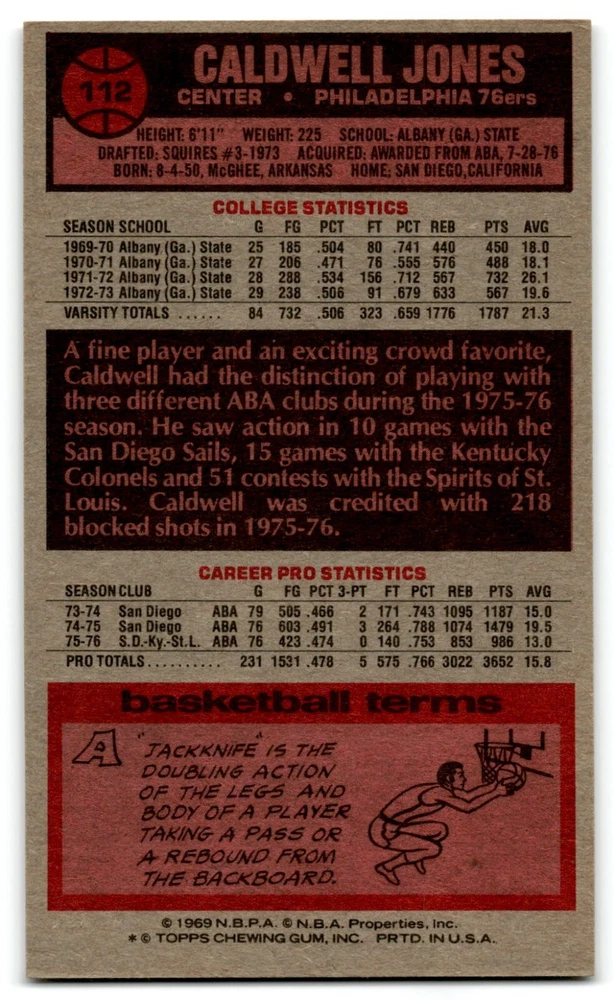 112
CALDWELL JONES
CENTER • PHILADELPHIA 76ers
HEIGHT: 6'11" WEIGHT: 225 SCHOOL: ALBANY (GA.) STATE
DRAFTED: SQUIRES #3-1973 ACQUIRED: AWARDED FROM ABA, 7-28-76
BORN: 8-4-50, McGHEE, ARKANSAS HOME: SAN DIEGO, CALIFORNIA
COLLEGE STATISTICS
SEASON SCHOOL G FG PCT FT PCT REB PTS AVG
1969-70 Albany (Ga.) State 25 185 .504 80 .741 440 450 18.0
1970-71 Albany (Ga.) State 27 206 .471 76 .555 576 488 18.1
1971-72 Albany (Ga.) State 28 288 .534 156 .712 567 732 26.1
1972-73 Albany (Ga.) State 29 238 .506 91 .679 633 567 19.6
VARSITY TOTALS ...... 84 732 .506 323 .659 1776 1787 21.3
A fine player and an exciting crowd favorite,
Caldwell had the distinction of playing with
three different ABA clubs during the 1975-76
season. He saw action in 10 games with the
San Diego Sails, 15 games with the Kentucky
Colonels and 51 contests with the Spirits of St.
Louis. Caldwell was credited with 218
blocked shots in 1975-76.
CAREER PRO STATISTICS
SEASON CLUB G FG PCT 3-PT FT PCT REB PTS AVG
73-74 San Diego ABA 79 505 .466 2 171 .743 1095 1187 15.0
74-75 San Diego ABA 76 603 .491 3 264 .788 1074 1479 19.5
75-76 S.D.-Ky.-St.L. ABA 76 423 .474 0 140 .753 853 986 13.0
PRO TOTALS.......... 231 1531 .478 5 575 .766 3022 3652 15.8
basketball terms
A "JACKKNIFE" IS THE
DOUBLING ACTION
OF THE LEGS AND
BODY OF A PLAYER
TAKING A PASS OR
A REBOUND FROM
THE BACKBOARD.
© 1969 N.B.P.A. © N.B.A. Properties, Inc.
* © TOPPS CHEWING GUM, INC. PRTD. IN U.S.A.